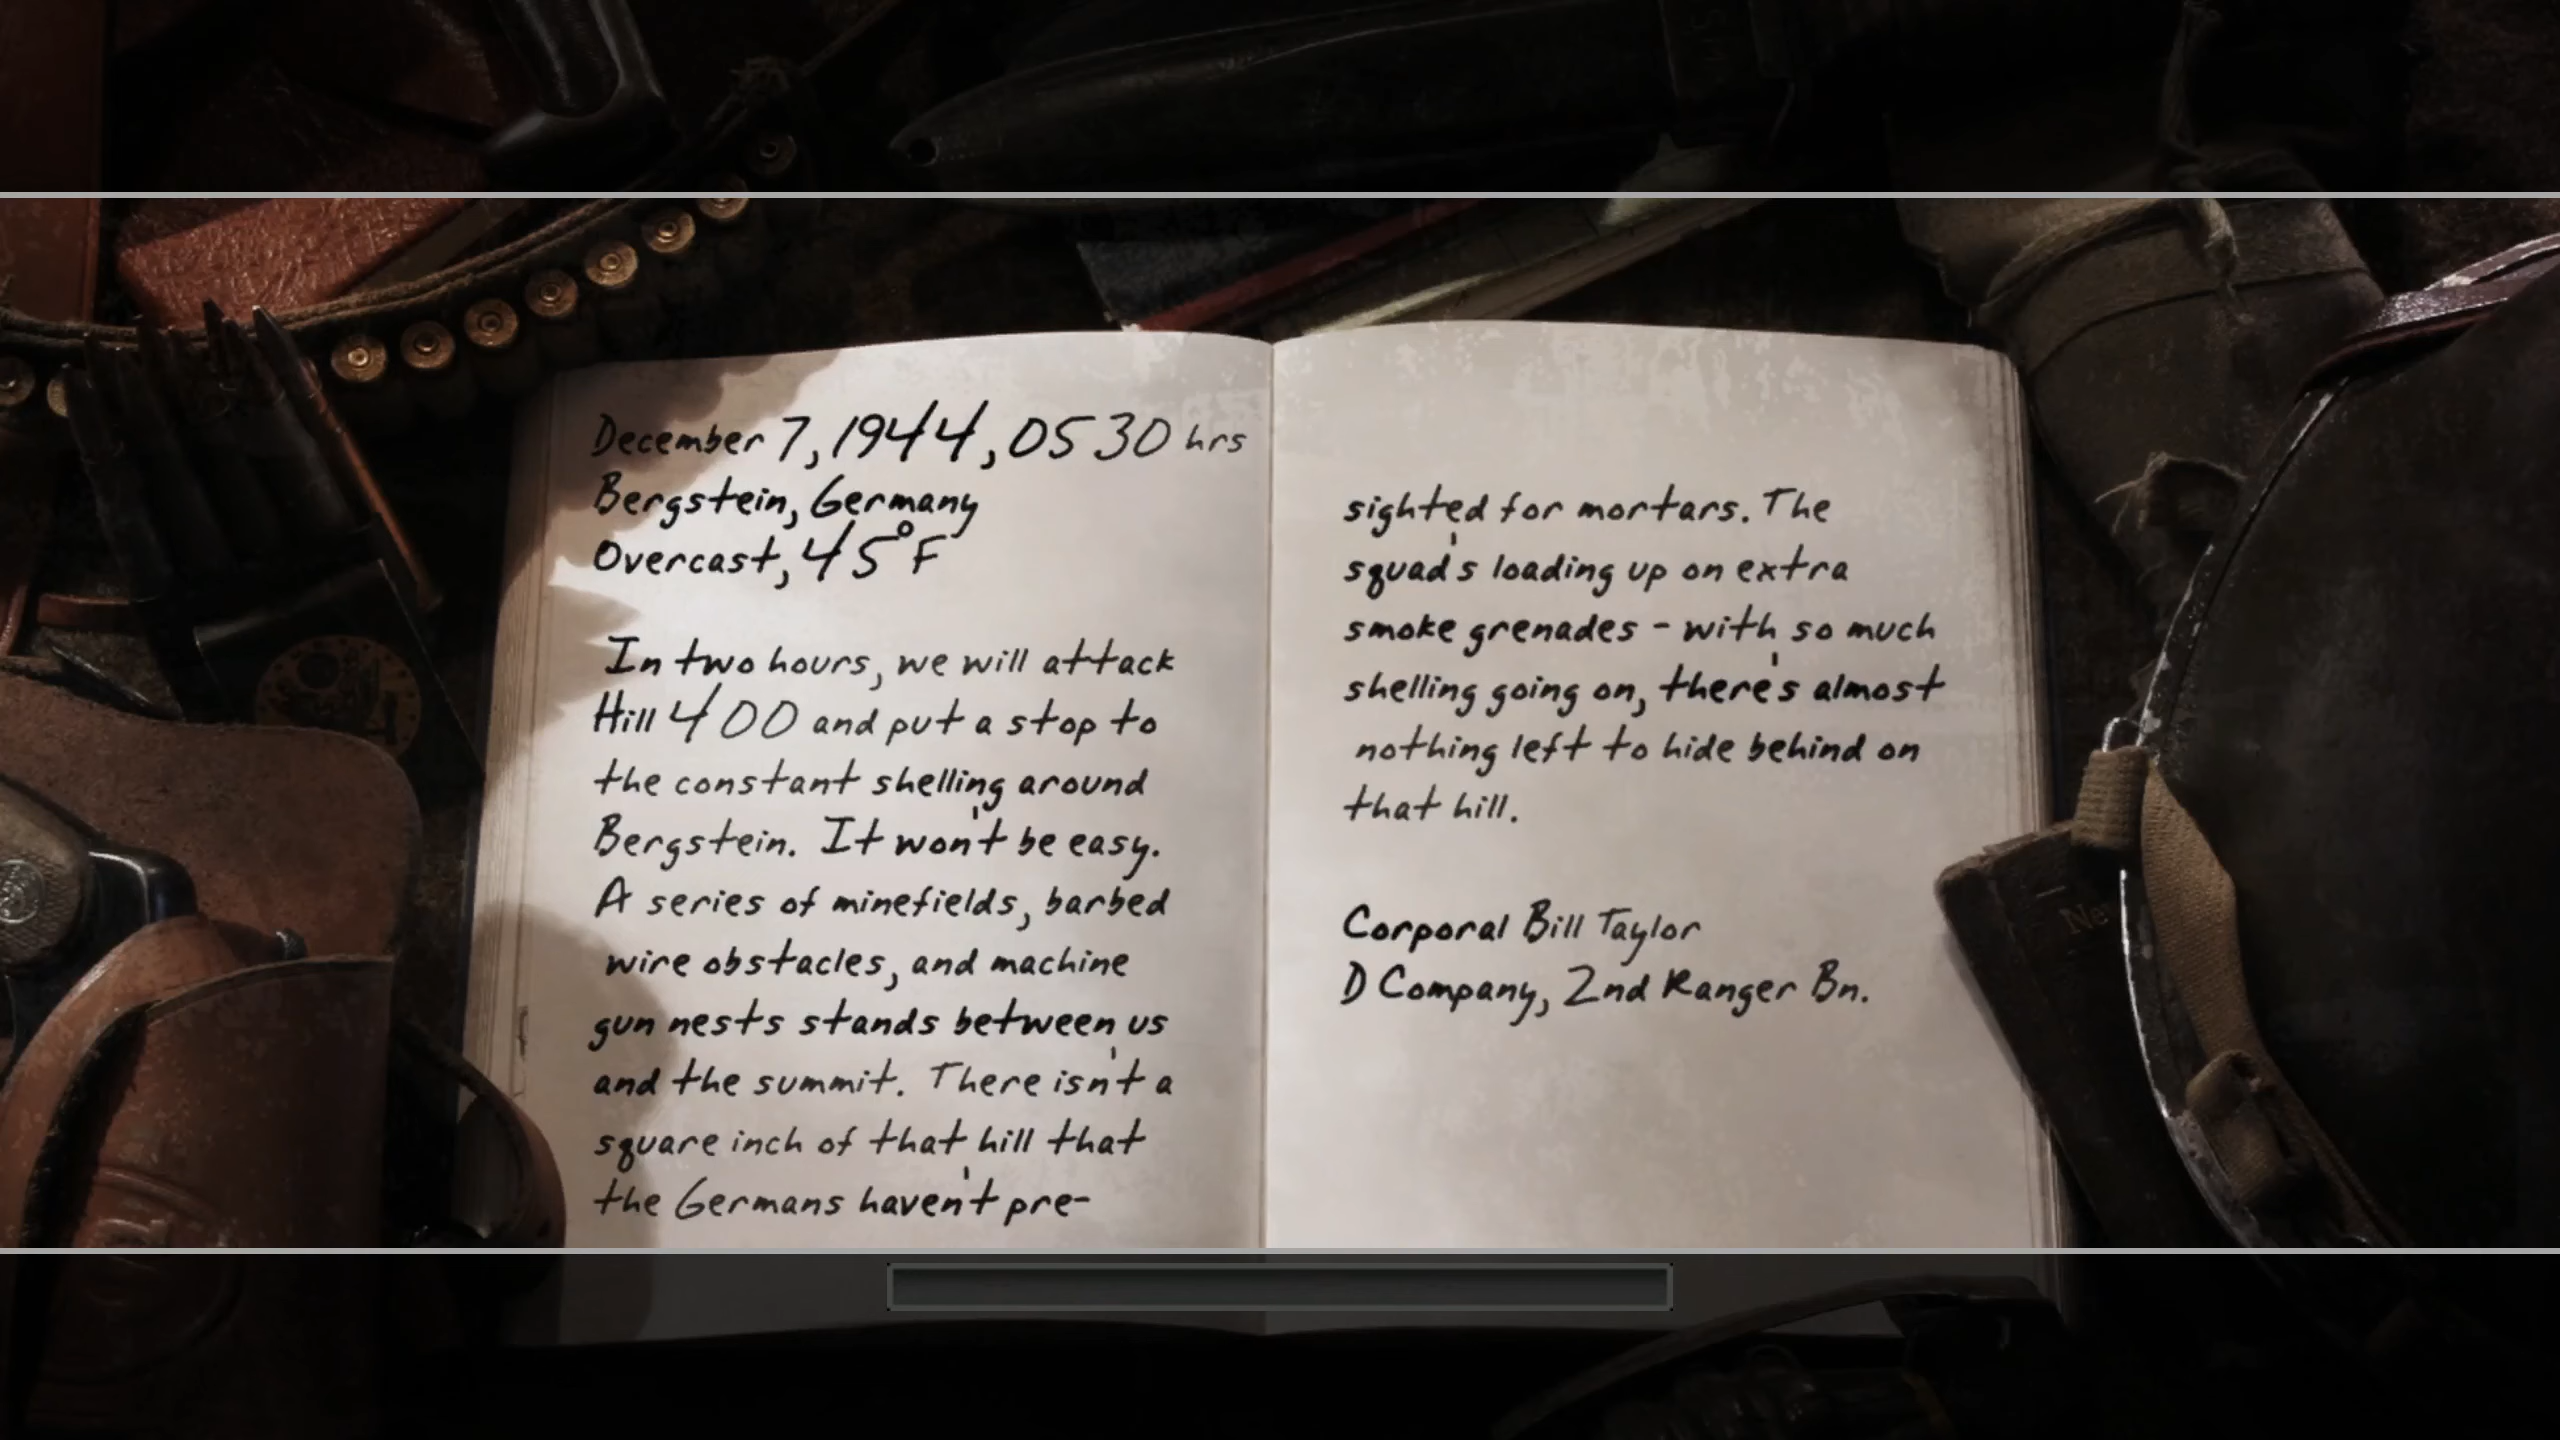 December 7, 1944, 0530 hrs
Bergstein, Germany
Overcast, 45°F
In two hours, we will attack
Hill 400 and put a stop to
the constant shelling around
Bergstein. It won't be easy.
A series of minefields, barbed
wire obstacles, and machine
gun nests stands between us
and the summit. There isn't a
square inch of that hill that
the Germans haven't pre-
sighted for mortars. The
squad's loading up on extra
smoke grenades - with so much
shelling going on, there's almost
nothing left to hide behind on
that hill.
Corporal Bill Taylor
D Company, 2nd Ranger Bn.